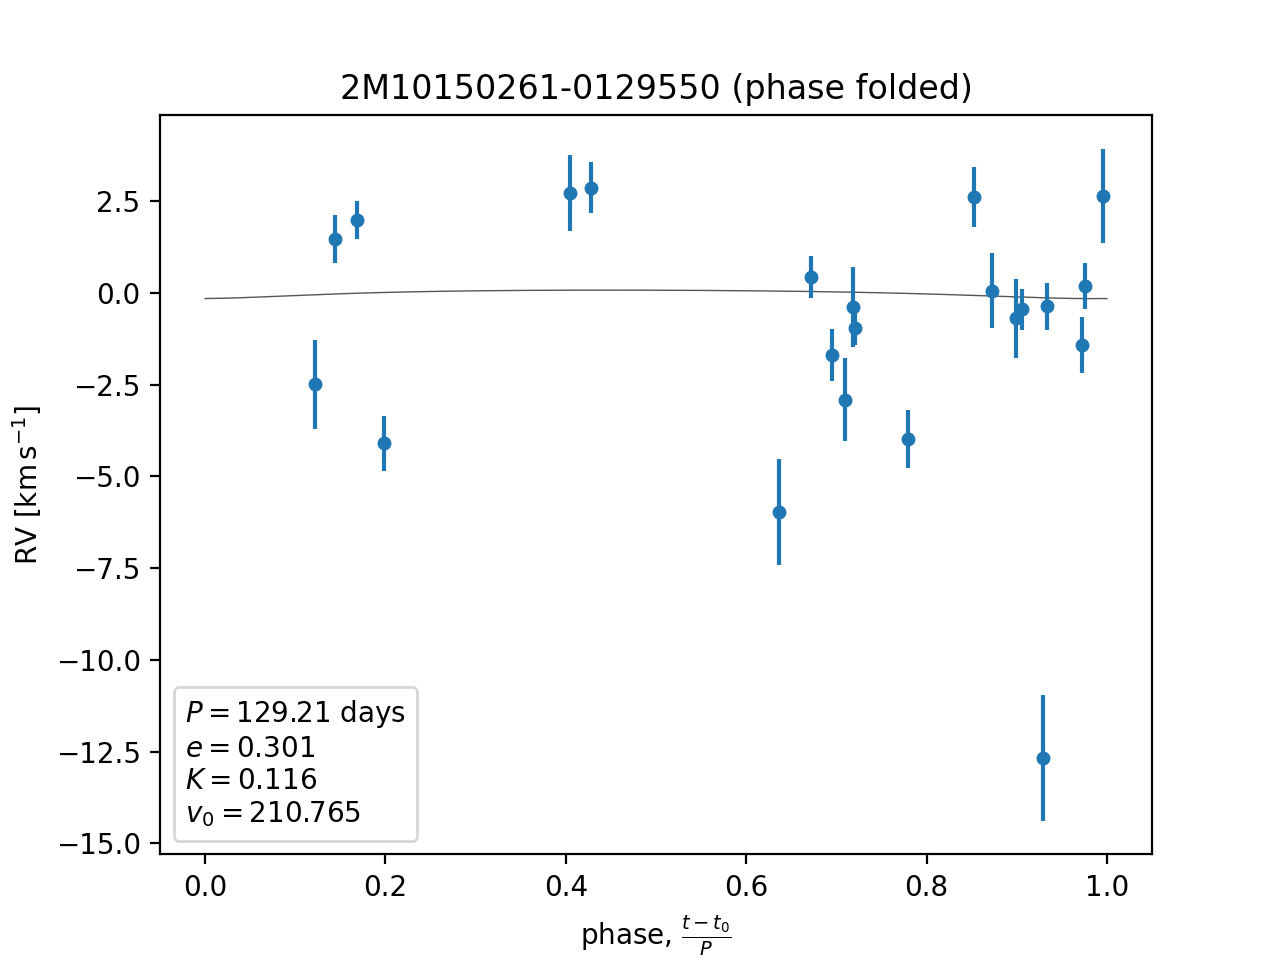 2M10150261-0129550 (phase folded)
RV [km s⁻¹]
2.5
0.0
−2.5
−5.0
−7.5
−10.0
−12.5
−15.0
P = 129.21 days
e = 0.301
K = 0.116
v₀ = 210.765
0.0 0.2 0.4 0.6 0.8 1.0
phase, (t − t₀)/P